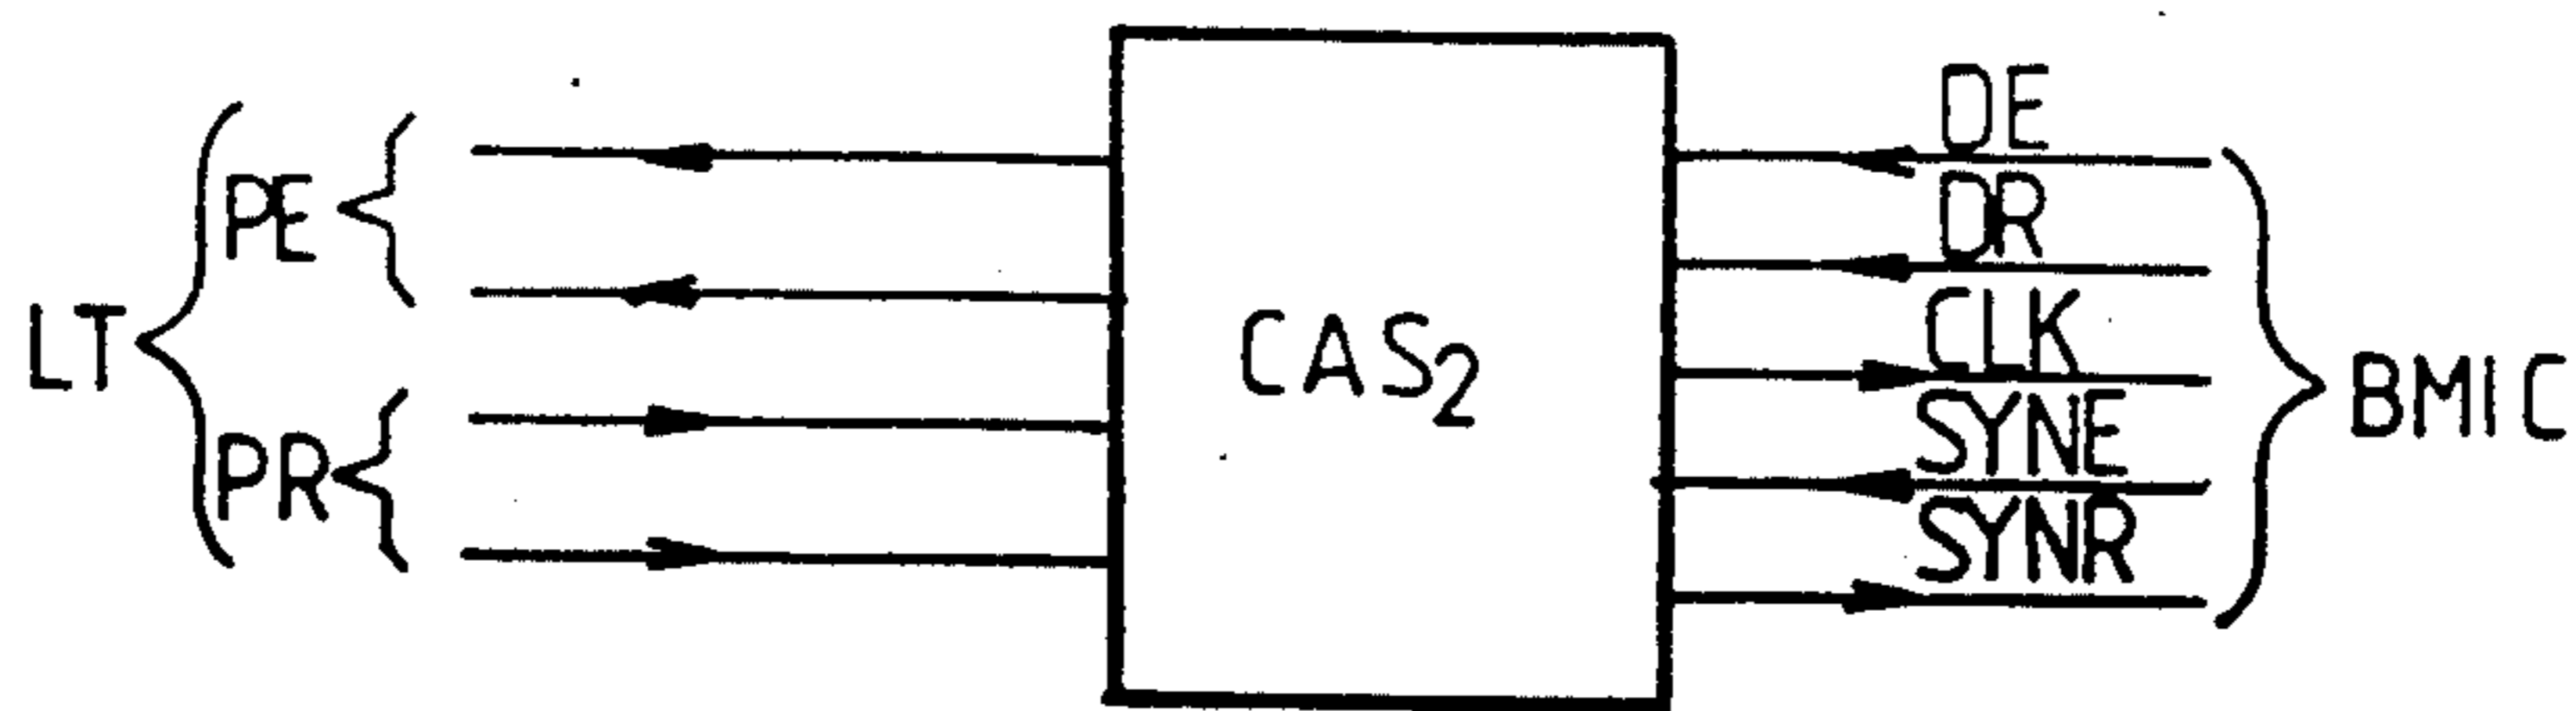 LT
PE
PR
CAS2
DE
DR
CLK
SYNE
SYNR
BMIC